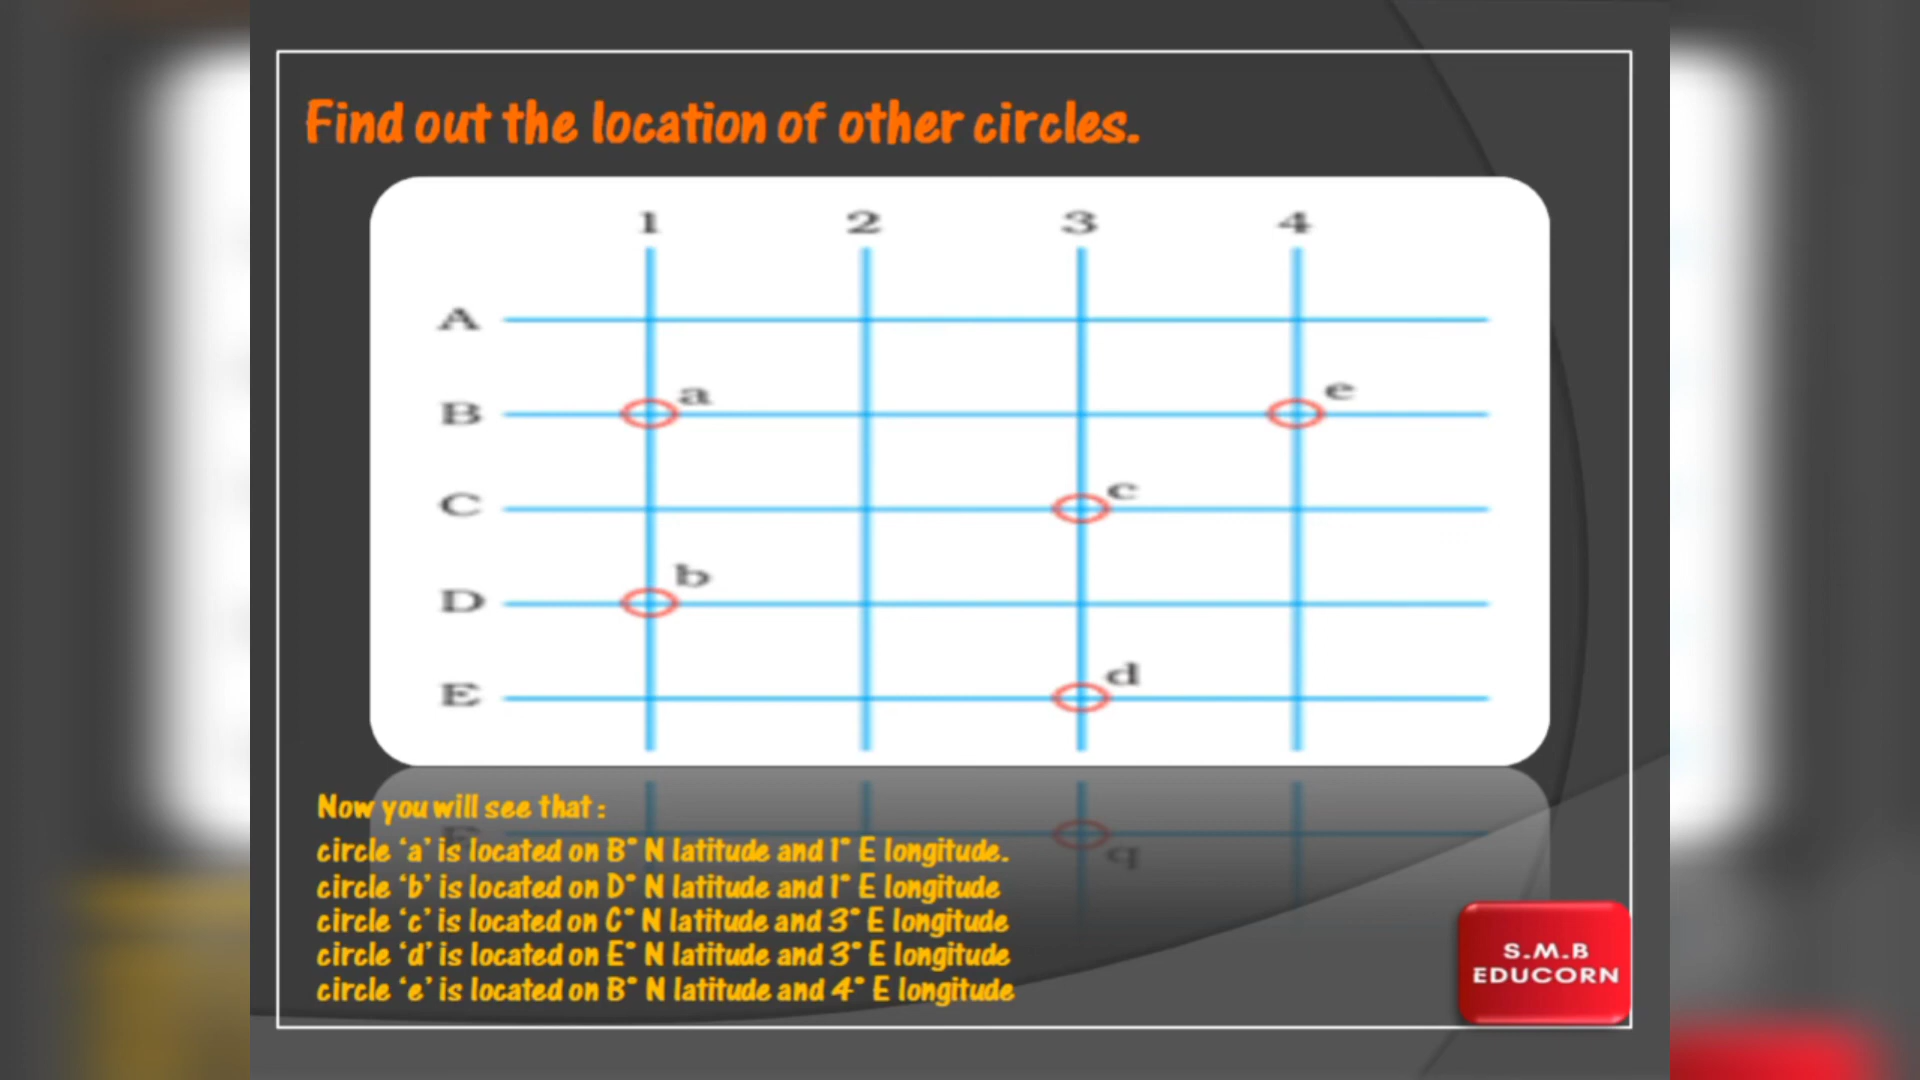 Find out the location of other circles.
1 2 3 4
A
a e
B
c
C
b
D
d
E
Now you will see that :
circle ‘a’ is located on B° N latitude and 1° E longitude.
circle ‘b’ is located on D° N latitude and 1° E longitude
circle ‘c’ is located on C° N latitude and 3° E longitude
circle ‘d’ is located on E° N latitude and 3° E longitude
circle ‘e’ is located on B° N latitude and 4° E longitude
S.M.B
EDUCORN